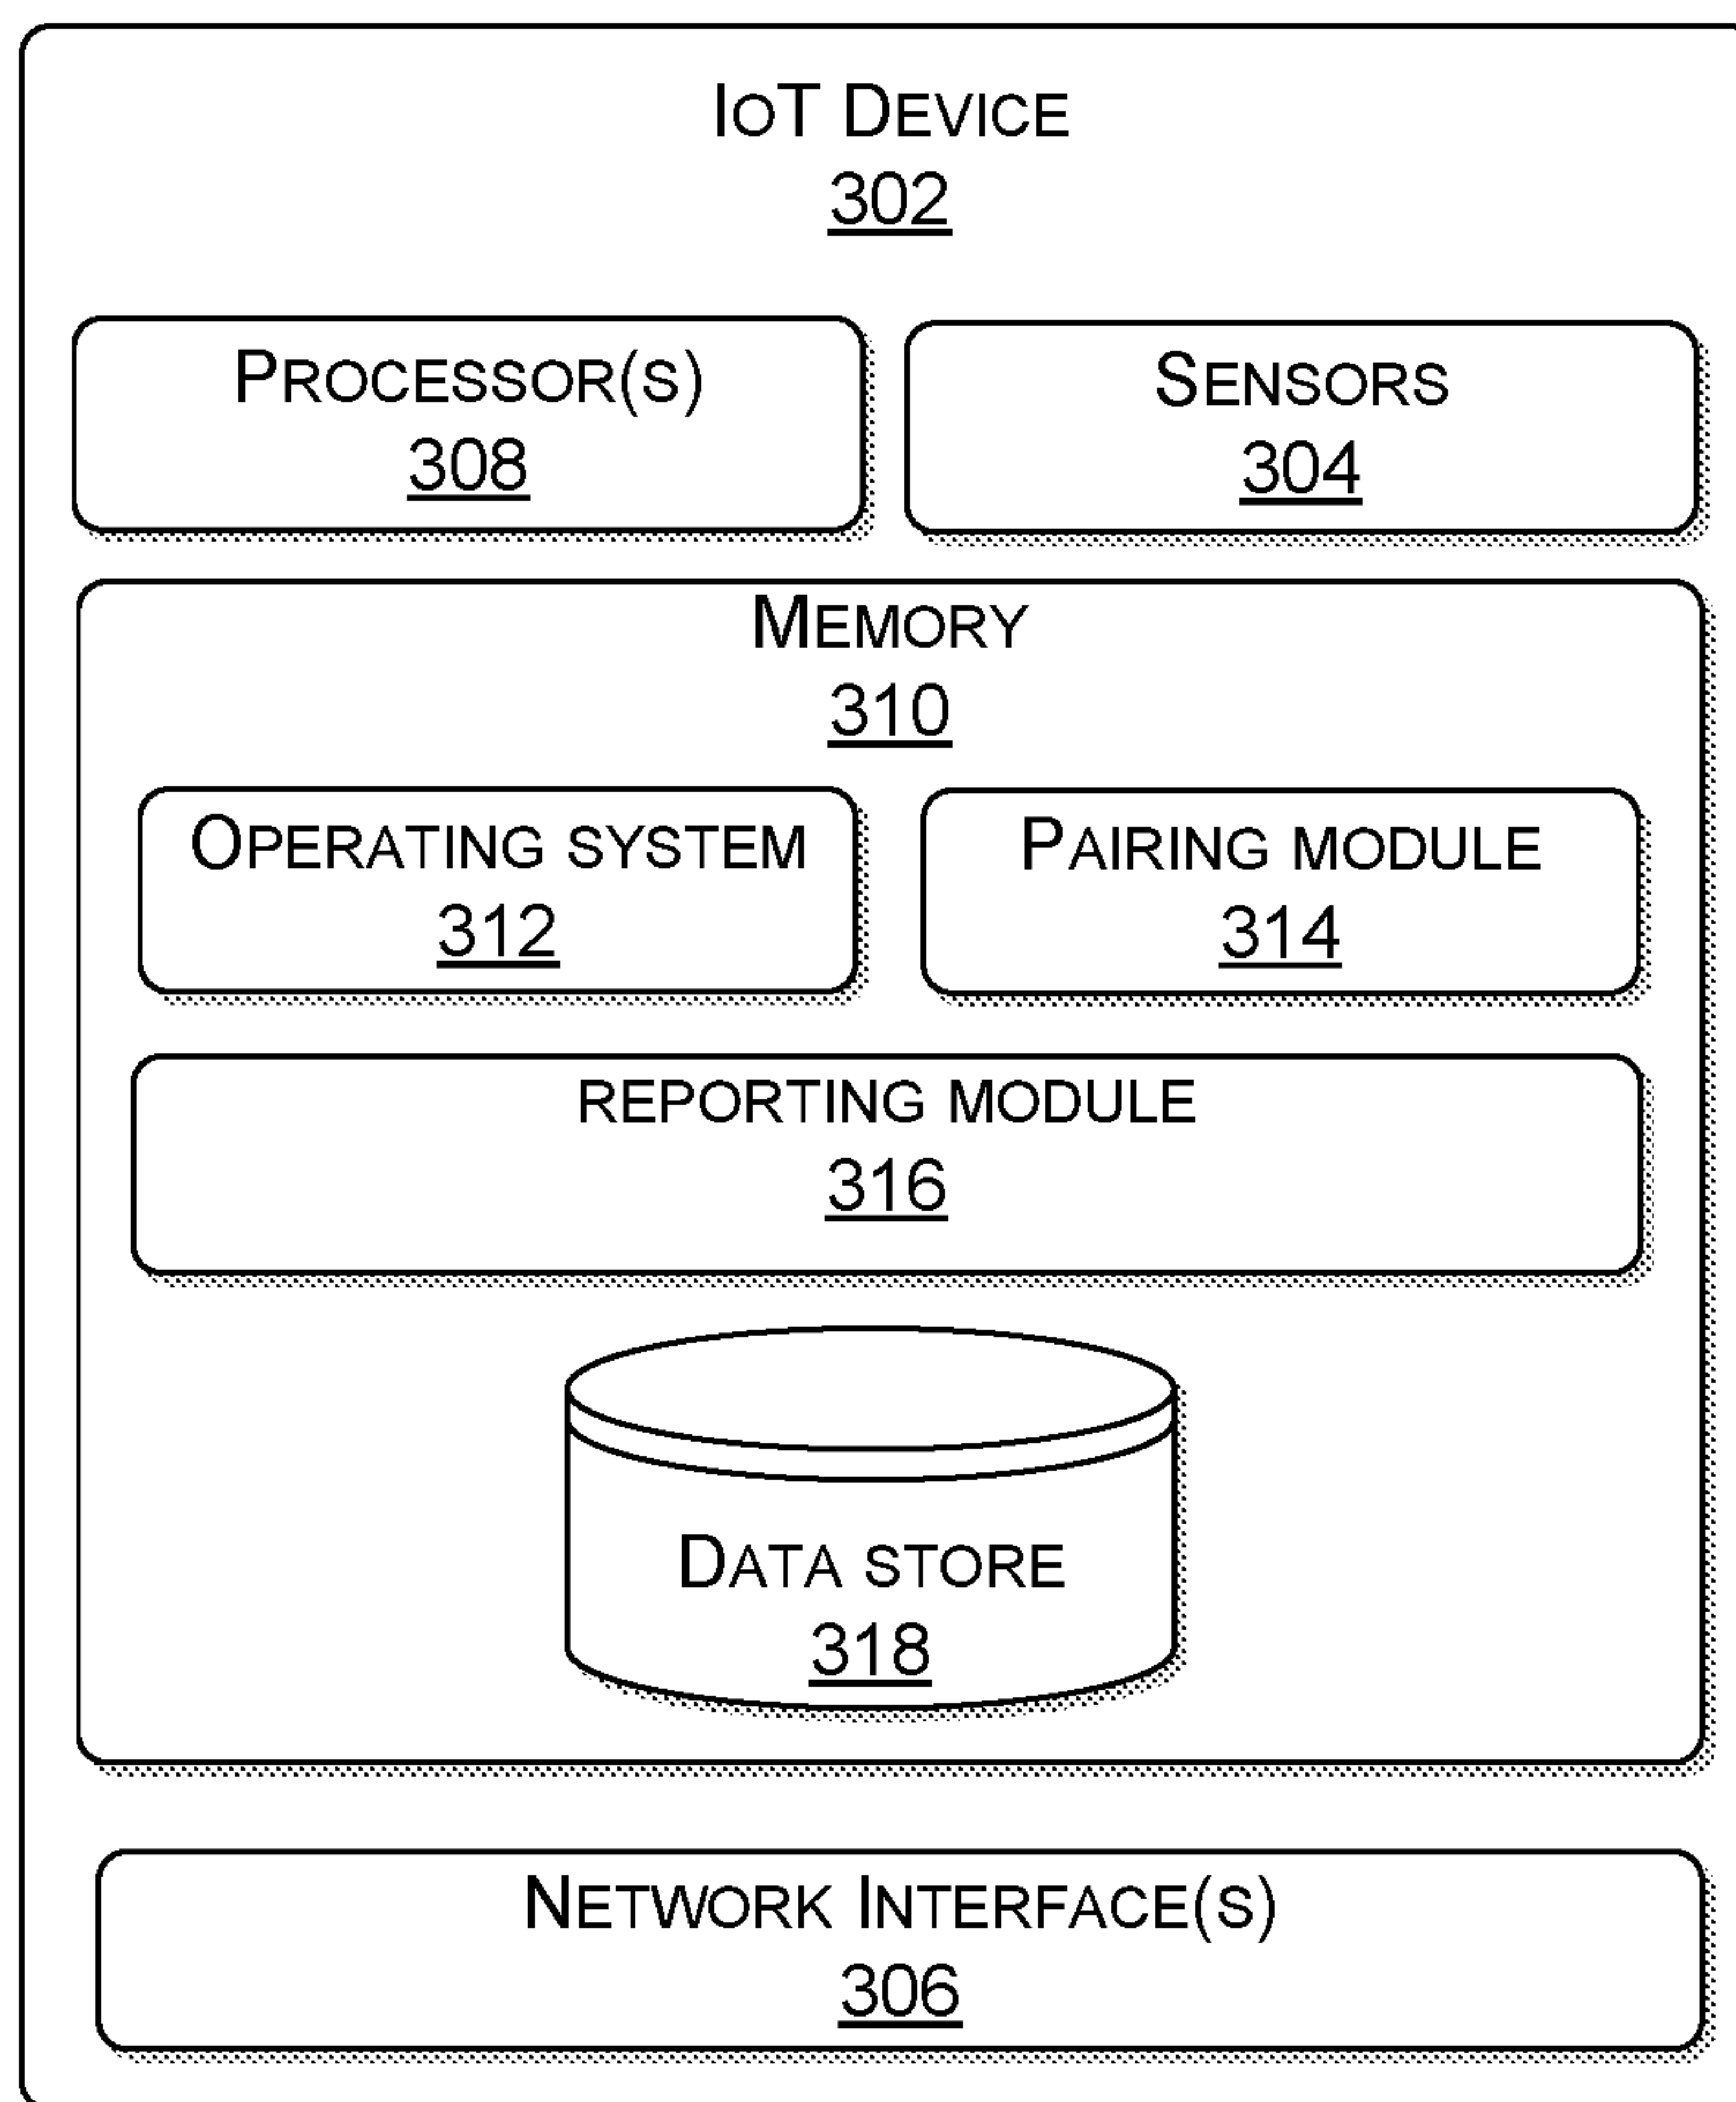 IoT Device
302
Processor(s)
308
Sensors
304
Memory
310
Operating system
312
Pairing module
314
reporting module
316
Data store
318
Network Interface(s)
306